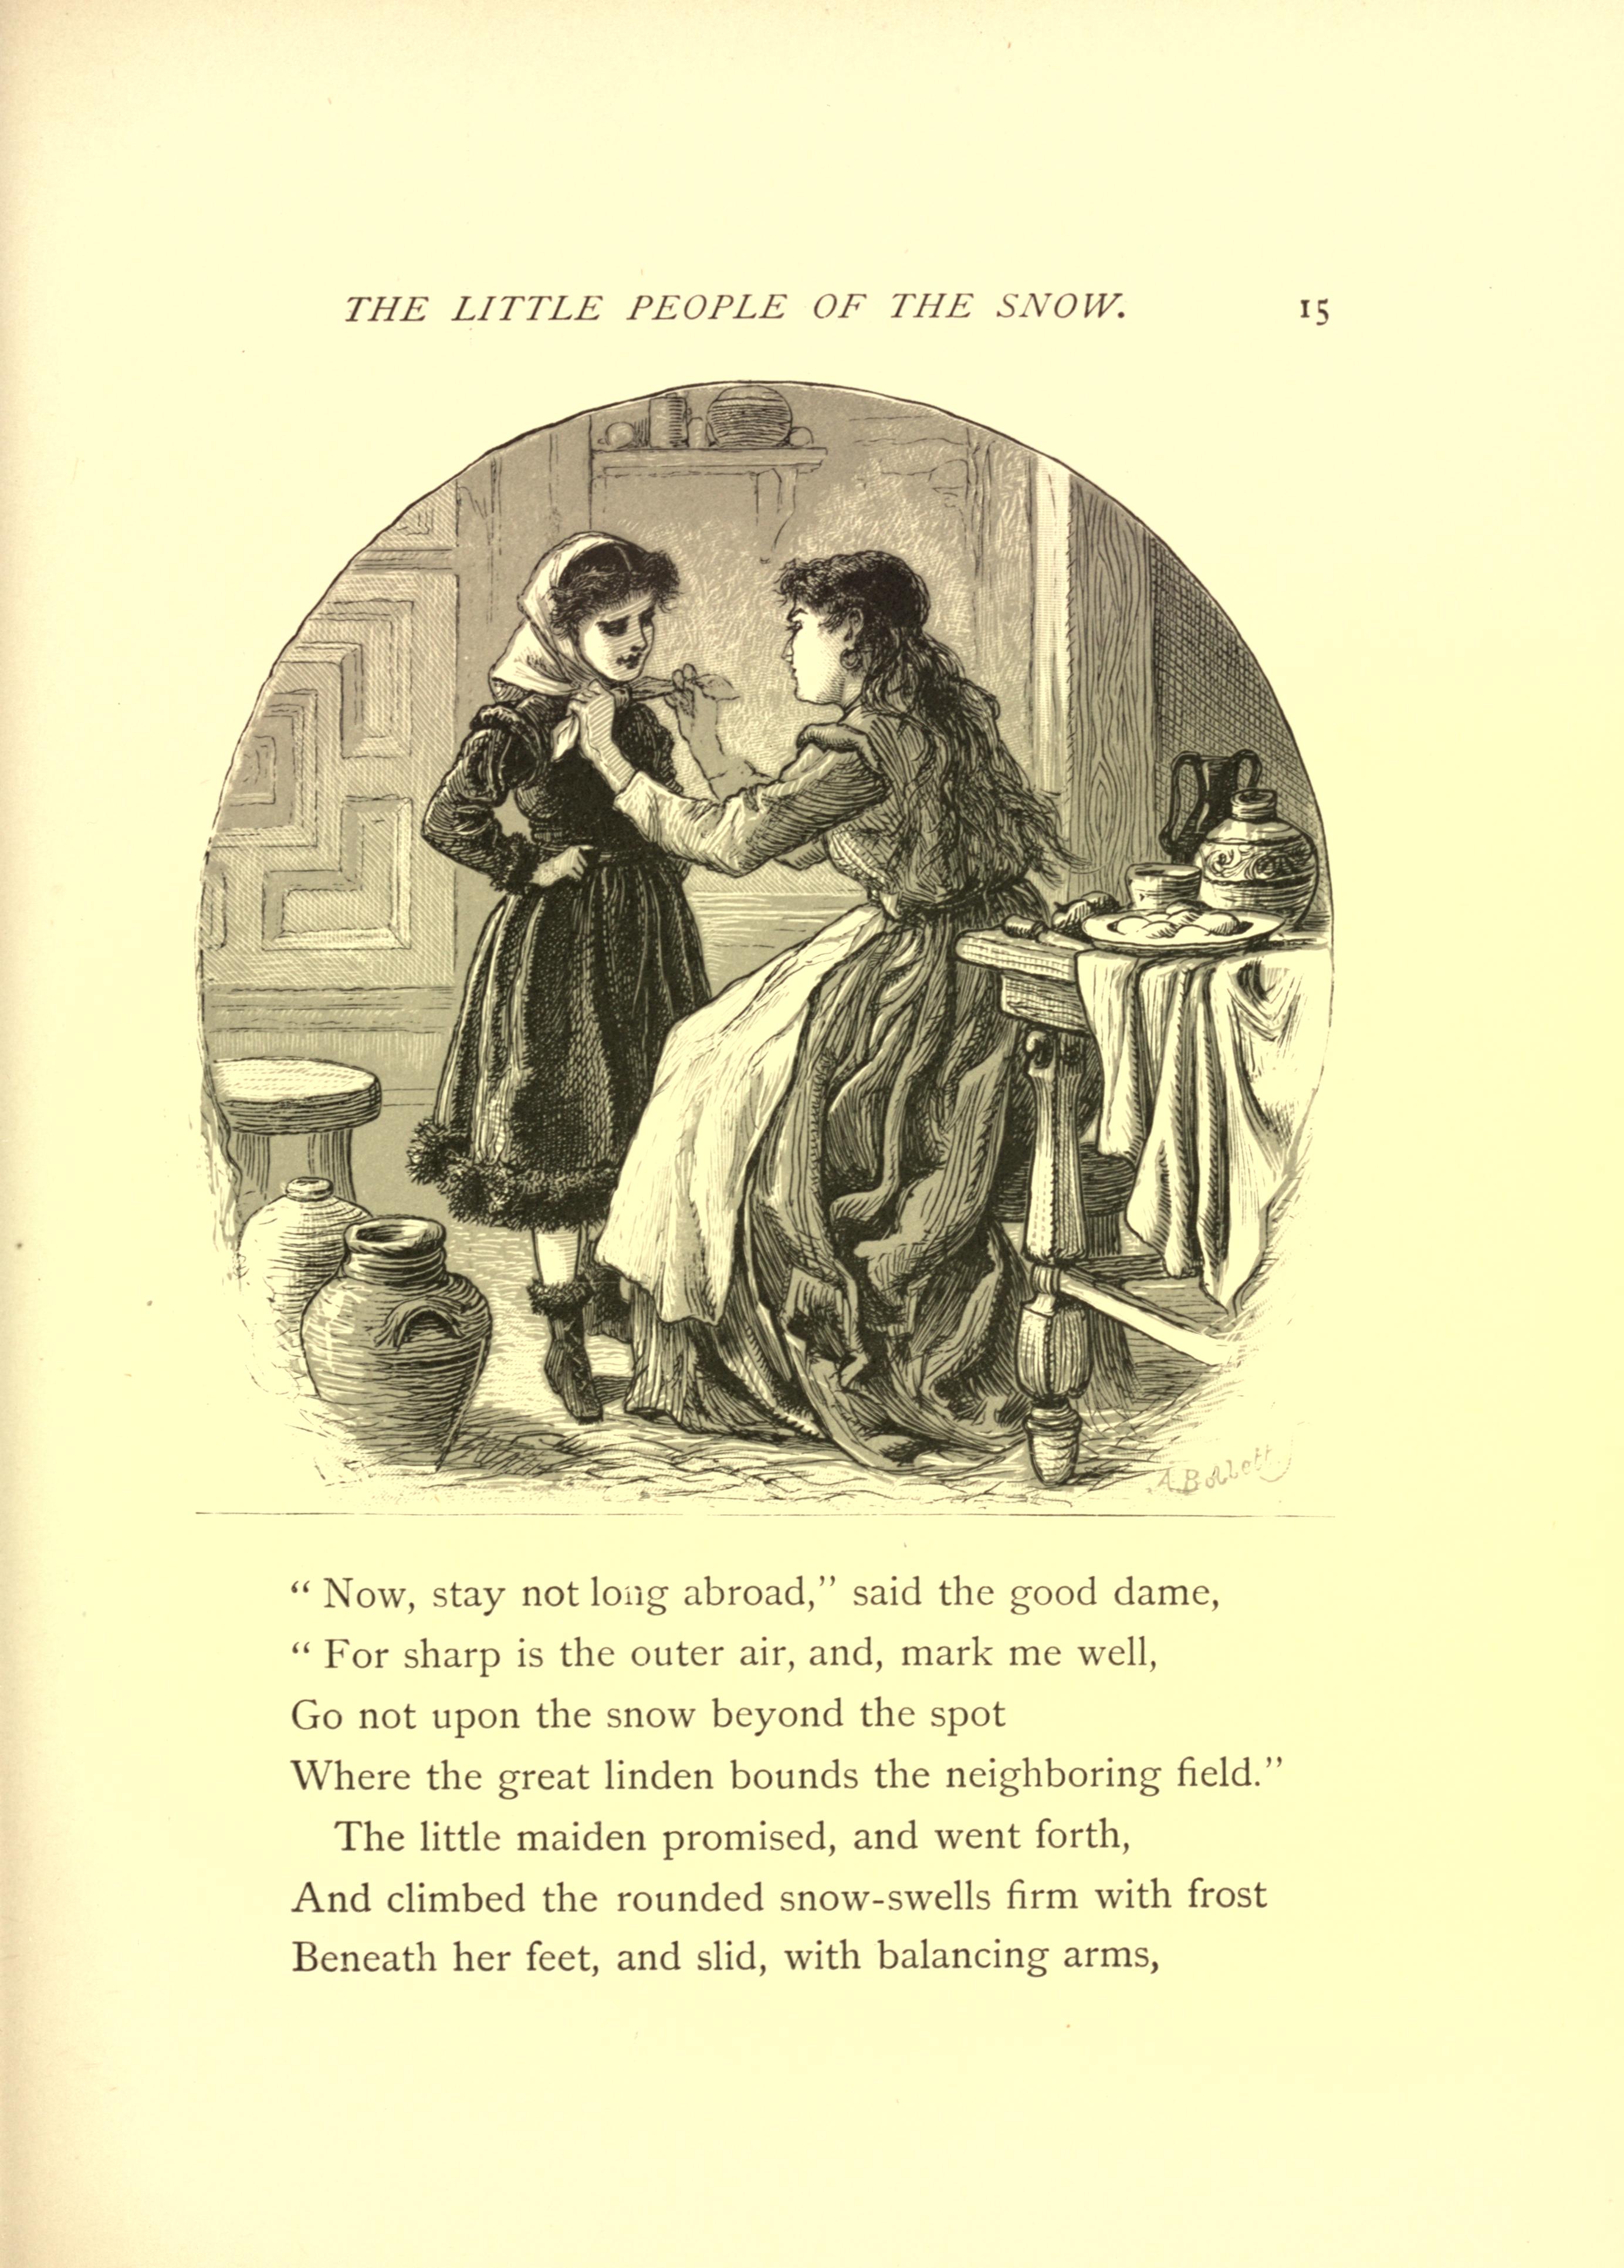 THE LITTLE PEOPLE OF THE SNOW. 15
A. Bobbett
“ Now, stay not long abroad,” said the good dame,
“ For sharp is the outer air, and, mark me well,
Go not upon the snow beyond the spot
Where the great linden bounds the neighboring field.”
The little maiden promised, and went forth,
And climbed the rounded snow-swells firm with frost
Beneath her feet, and slid, with balancing arms,